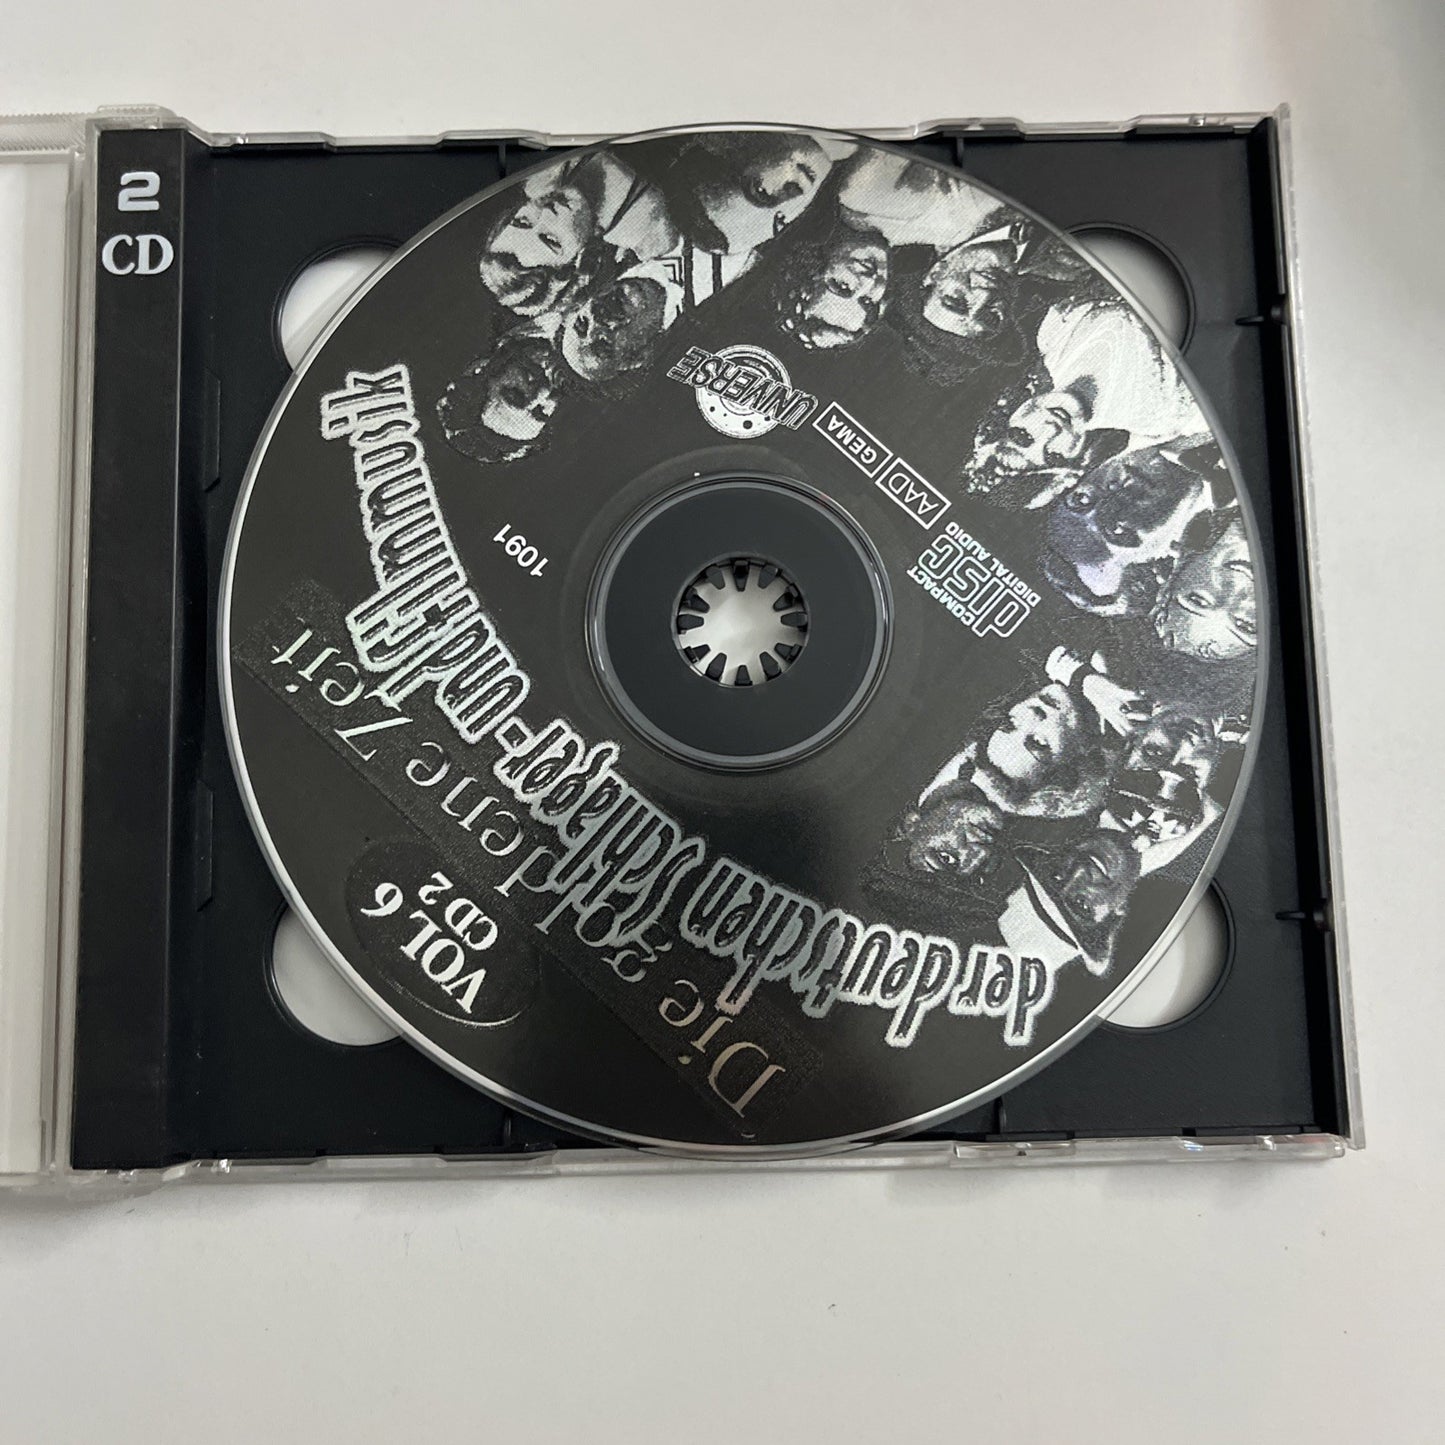 2
CD
Die goldene Zeit
der deutschen Schlager- und Filmmusik
VOL 6
CD 2
1091
UNIVERSE
GEMA
AAD
COMPACT
disc
DIGITAL AUDIO